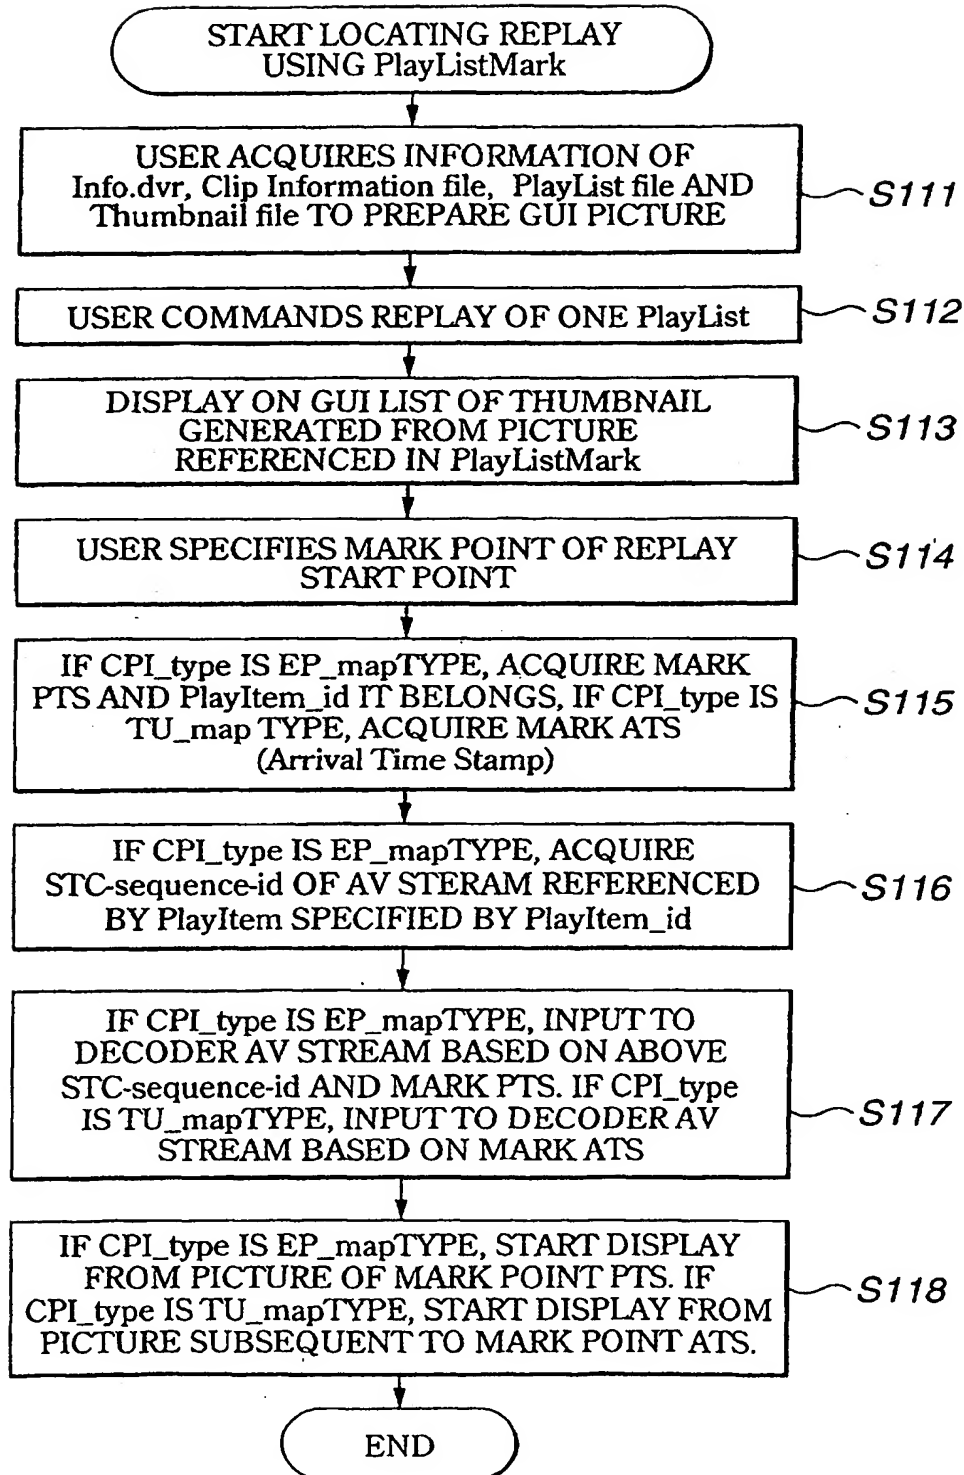 START LOCATING REPLAY
USING PlayListMark
USER ACQUIRES INFORMATION OF
Info.dvr, Clip Information file, PlayList file AND
Thumbnail file TO PREPARE GUI PICTURE
S111
USER COMMANDS REPLAY OF ONE PlayList
S112
DISPLAY ON GUI LIST OF THUMBNAIL
GENERATED FROM PICTURE
REFERENCED IN PlayListMark
S113
USER SPECIFIES MARK POINT OF REPLAY
START POINT
S114
IF CPI_type IS EP_mapTYPE, ACQUIRE MARK
PTS AND PlayItem_id IT BELONGS, IF CPI_type IS
TU_map TYPE, ACQUIRE MARK ATS
(Arrival Time Stamp)
S115
IF CPI_type IS EP_mapTYPE, ACQUIRE
STC-sequence-id OF AV STERAM REFERENCED
BY PlayItem SPECIFIED BY PlayItem_id
S116
IF CPI_type IS EP_mapTYPE, INPUT TO
DECODER AV STREAM BASED ON ABOVE
STC-sequence-id AND MARK PTS. IF CPI_type
IS TU_mapTYPE, INPUT TO DECODER AV
STREAM BASED ON MARK ATS
S117
IF CPI_type IS EP_mapTYPE, START DISPLAY
FROM PICTURE OF MARK POINT PTS. IF
CPI_type IS TU_mapTYPE, START DISPLAY FROM
PICTURE SUBSEQUENT TO MARK POINT ATS.
S118
END